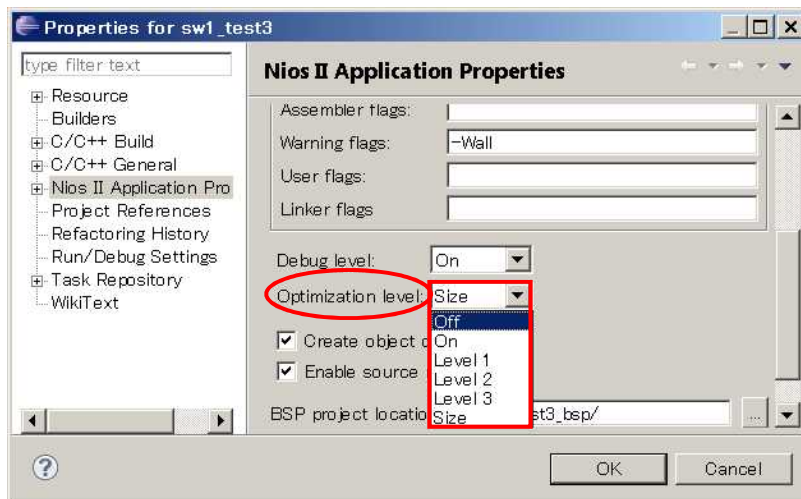 Properties for sw1_test3
type filter text
Resource
Builders
C/C++ Build
C/C++ General
Nios II Application Pro
Project References
Refactoring History
Run/Debug Settings
Task Repository
WikiText
Nios II Application Properties
Assembler flags:
Warning flags: -Wall
User flags:
Linker flags
Debug level: On
Optimization level: Size
Off
On
Level 1
Level 2
Level 3
Size
Create object
Enable source
BSP project locatio st3_bsp/
...
OK Cancel